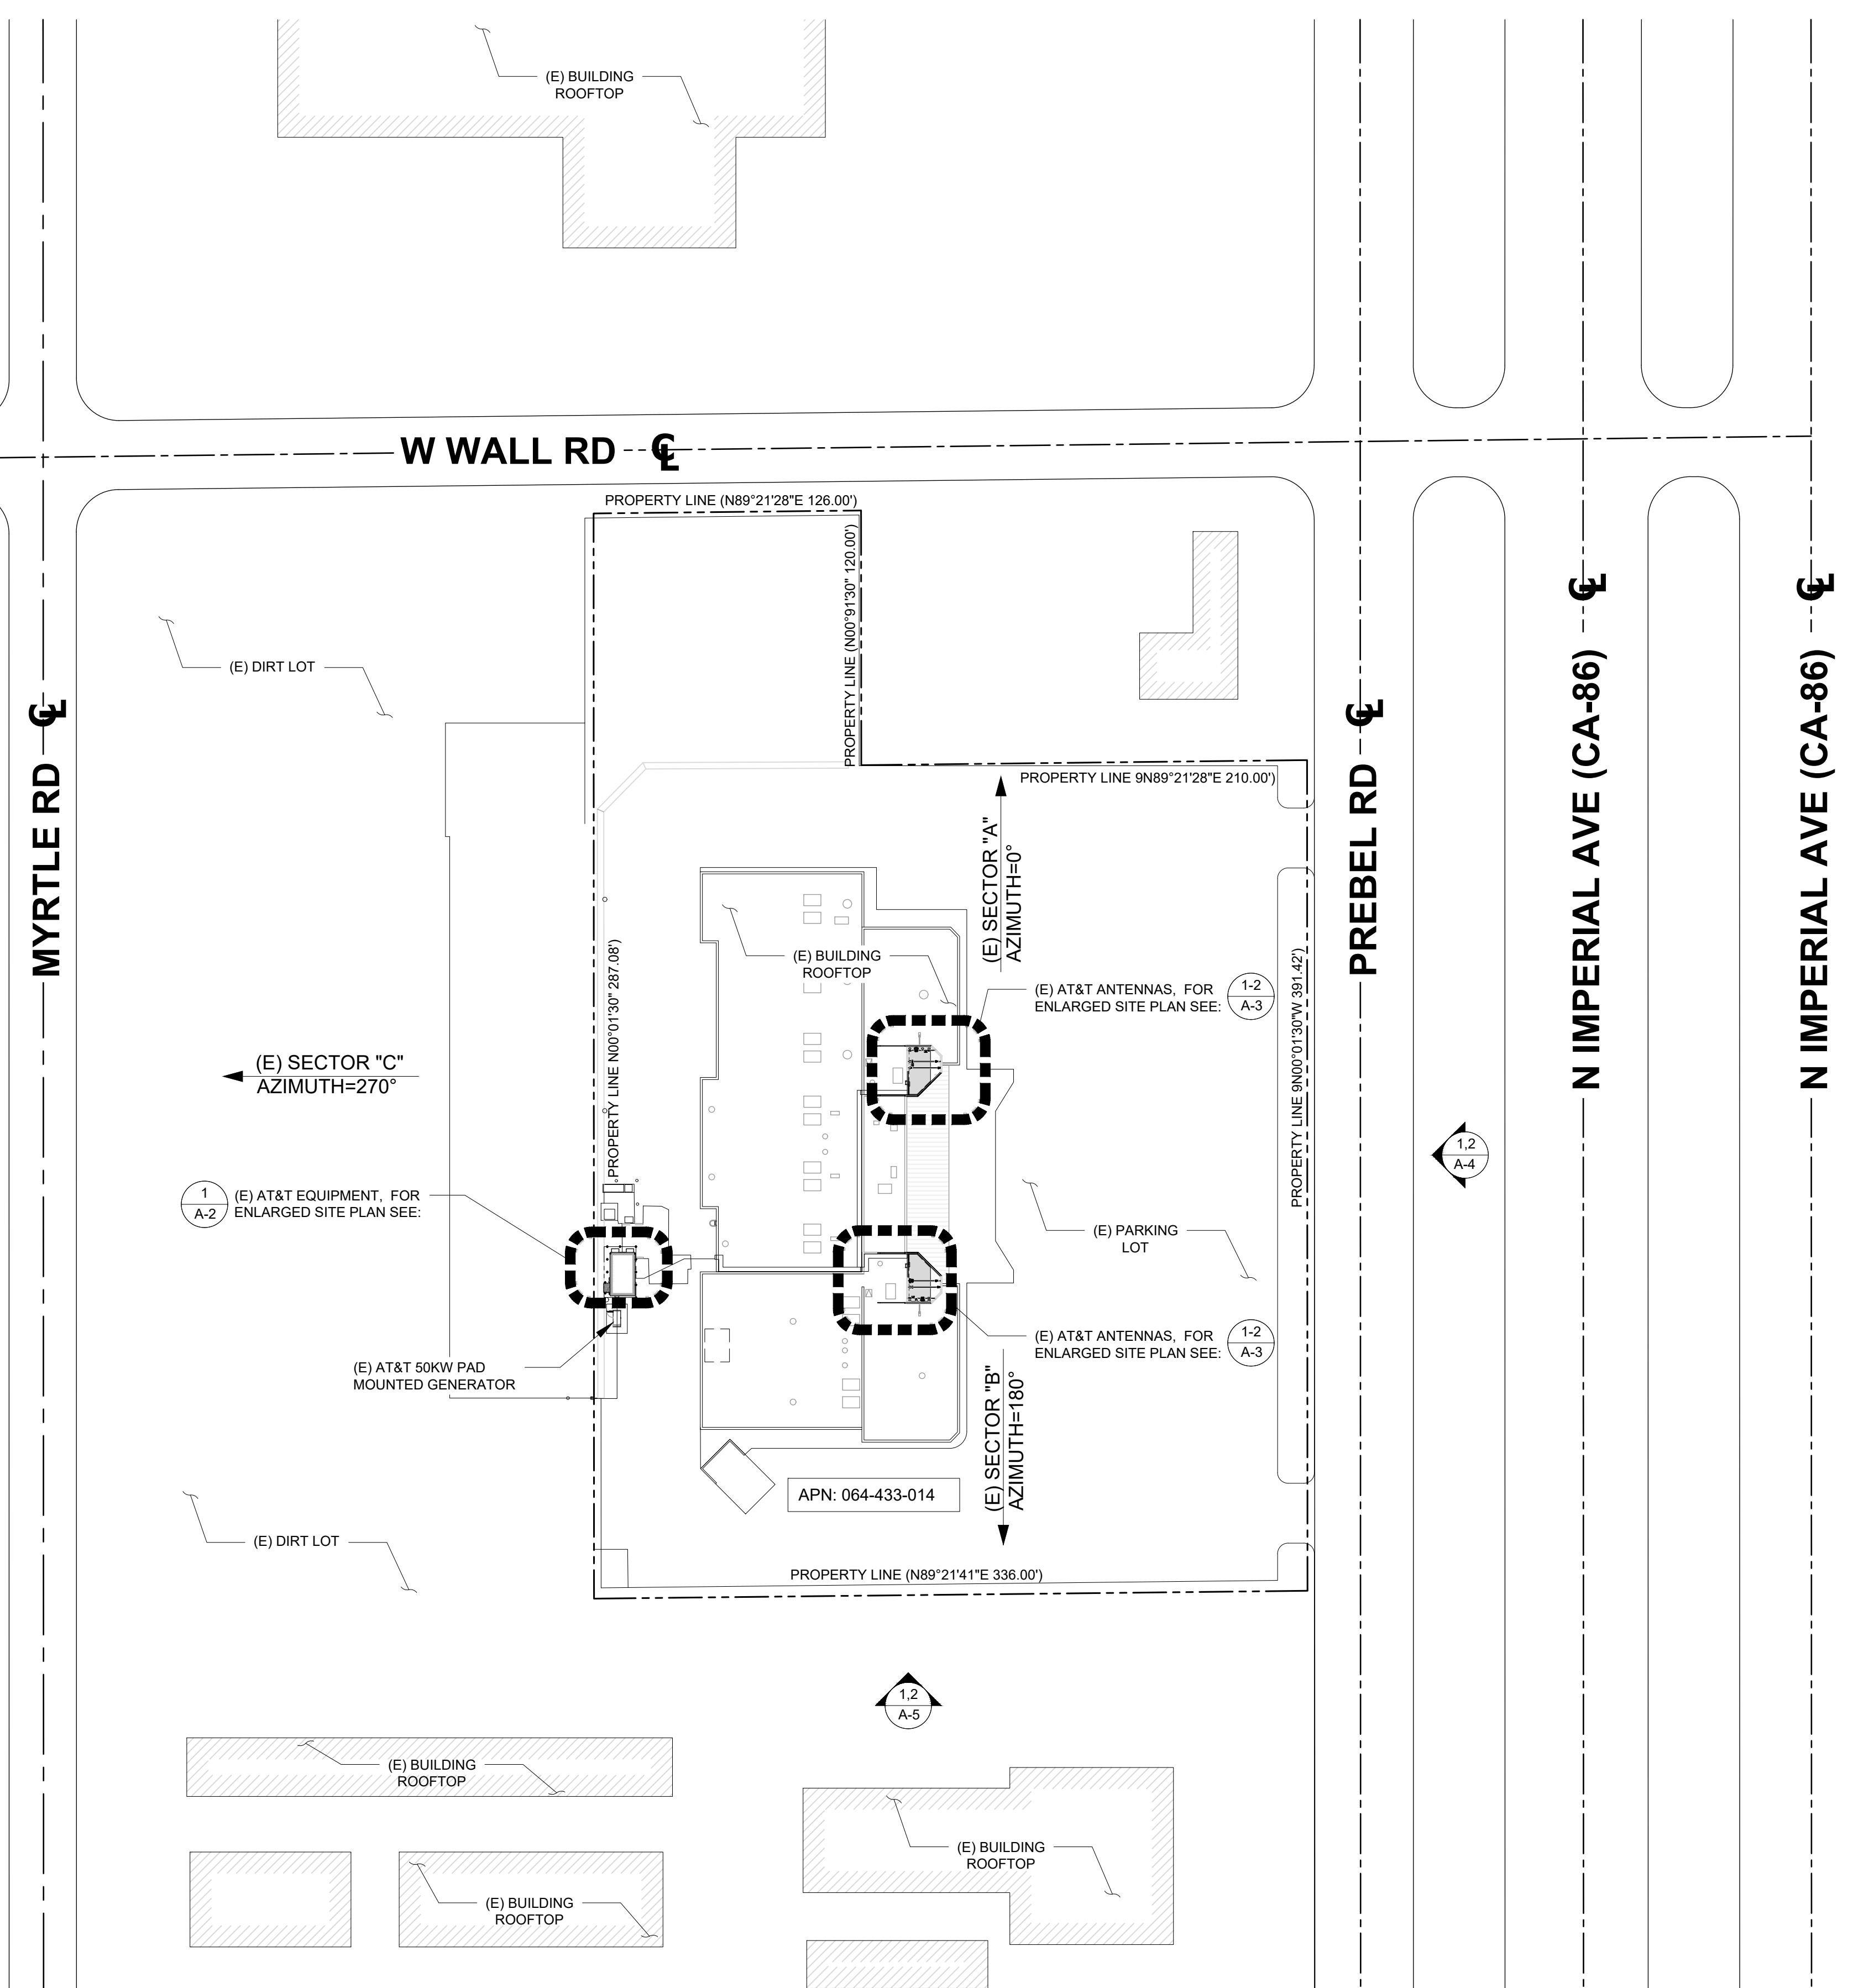 (E) BUILDING
ROOFTOP
W WALL RD ℄
PROPERTY LINE (N89°21'28"E 126.00')
PROPERTY LINE (N00°91'30" 120.00')
(E) DIRT LOT
MYRTLE RD ℄
PROPERTY LINE 9N89°21'28"E 210.00')
PREBEL RD ℄
N IMPERIAL AVE (CA-86) ℄
N IMPERIAL AVE (CA-86) ℄
(E) SECTOR "A"
AZIMUTH=0°
(E) BUILDING
ROOFTOP
PROPERTY LINE N00°01'30" 287.08')
PROPERTY LINE 9N00°01'30"W 391.42')
(E) AT&T ANTENNAS, FOR
ENLARGED SITE PLAN SEE:
1-2
A-3
(E) SECTOR "C"
AZIMUTH=270°
1,2
A-4
1
A-2
(E) AT&T EQUIPMENT, FOR
ENLARGED SITE PLAN SEE:
(E) PARKING
LOT
(E) AT&T ANTENNAS, FOR
ENLARGED SITE PLAN SEE:
1-2
A-3
(E) AT&T 50KW PAD
MOUNTED GENERATOR
(E) SECTOR "B"
AZIMUTH=180°
APN: 064-433-014
(E) DIRT LOT
PROPERTY LINE (N89°21'41"E 336.00')
1,2
A-5
(E) BUILDING
ROOFTOP
(E) BUILDING
ROOFTOP
(E) BUILDING
ROOFTOP